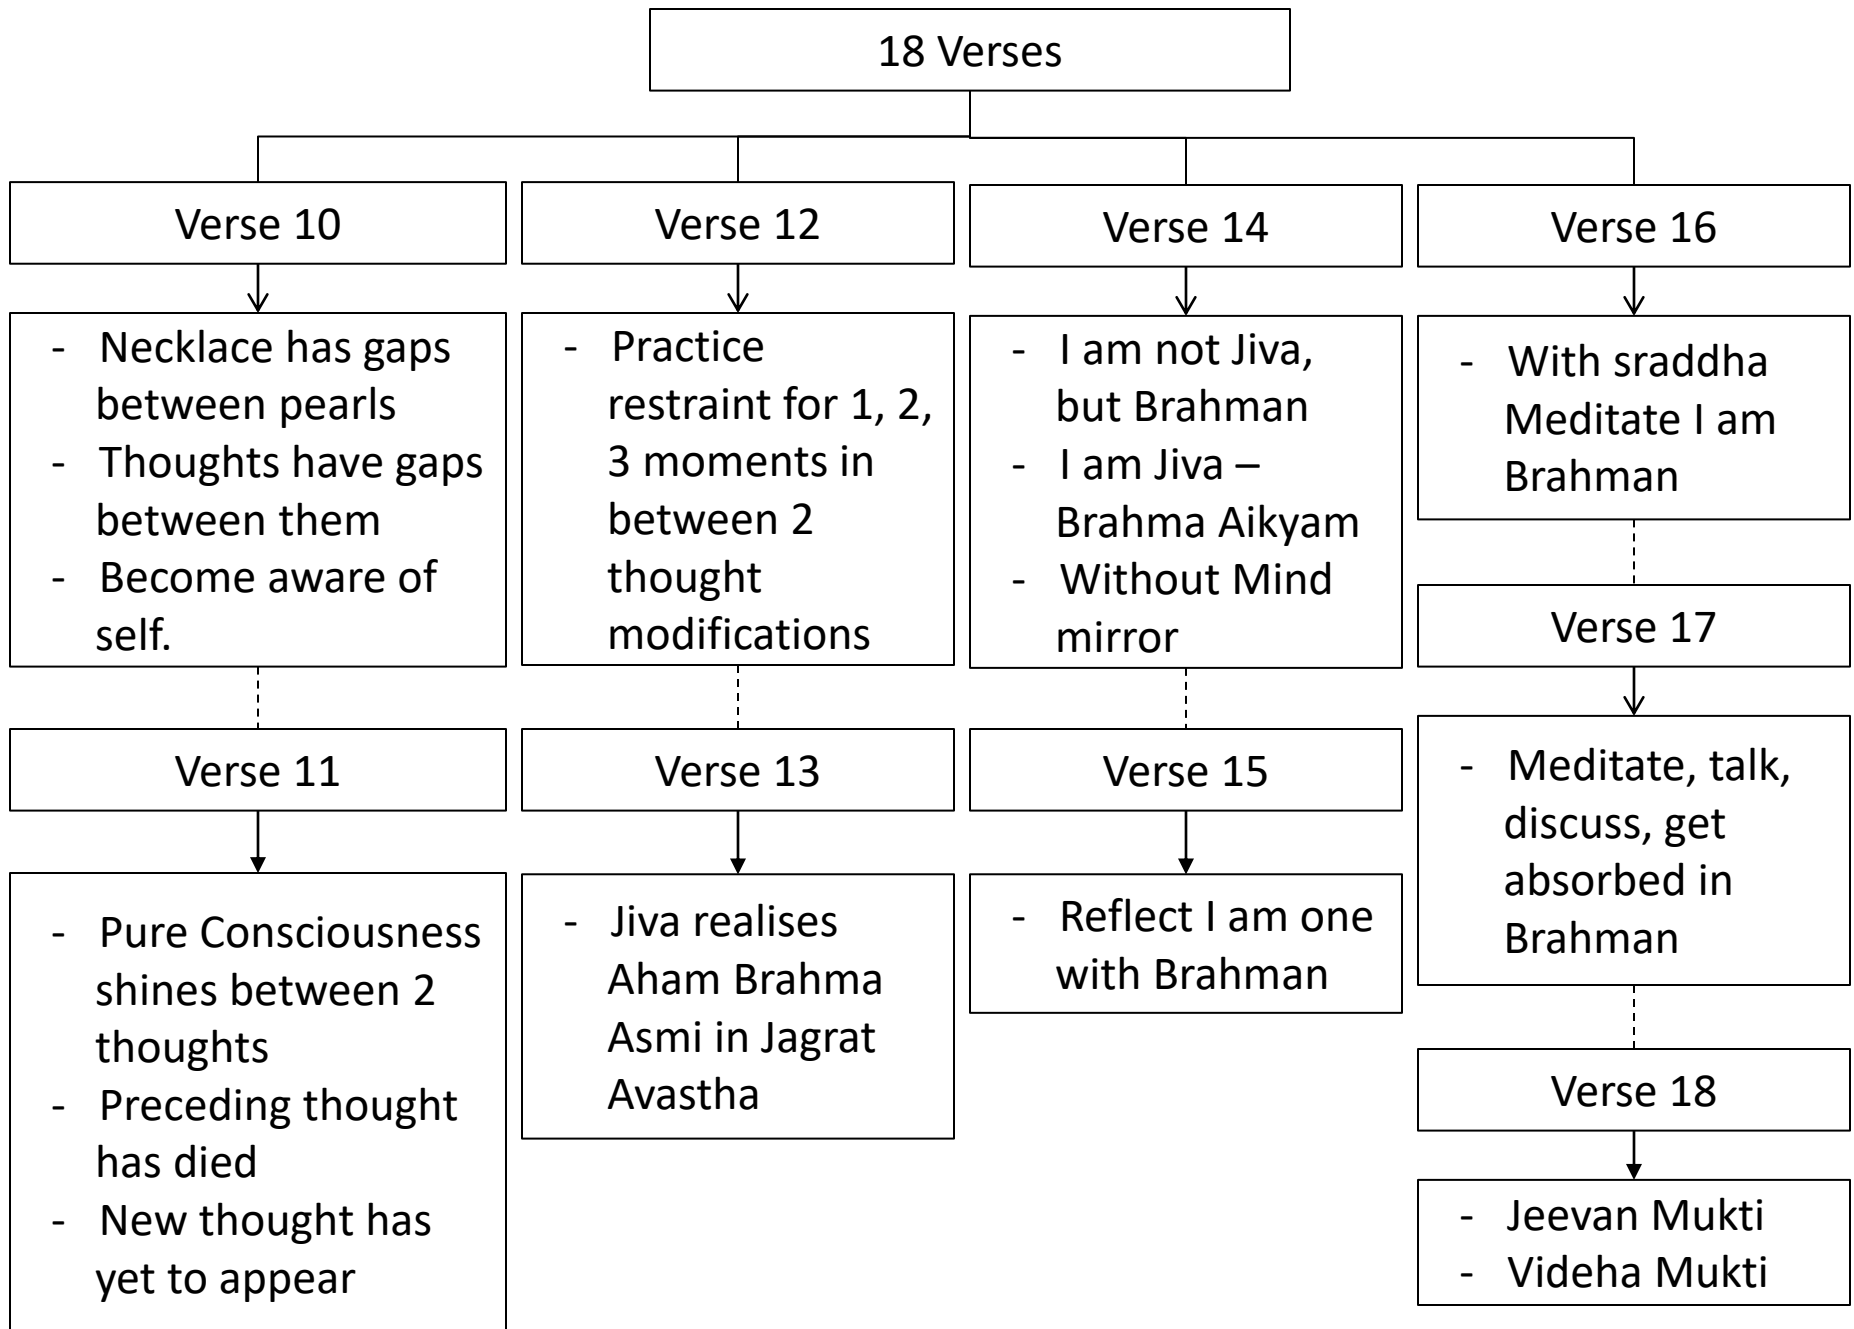 18 Verses
Verse 10
- Necklace has gaps
between pearls
- Thoughts have gaps
between them
- Become aware of
self.
Verse 11
- Pure Consciousness
shines between 2
thoughts
- Preceding thought
has died
- New thought has
yet to appear
Verse 12
- Practice
restraint for 1, 2,
3 moments in
between 2
thought
modifications
Verse 13
- Jiva realises
Aham Brahma
Asmi in Jagrat
Avastha
Verse 14
- I am not Jiva,
but Brahman
- I am Jiva –
Brahma Aikyam
- Without Mind
mirror
Verse 15
- Reflect I am one
with Brahman
Verse 16
- With sraddha
Meditate I am
Brahman
Verse 17
- Meditate, talk,
discuss, get
absorbed in
Brahman
Verse 18
- Jeevan Mukti
- Videha Mukti